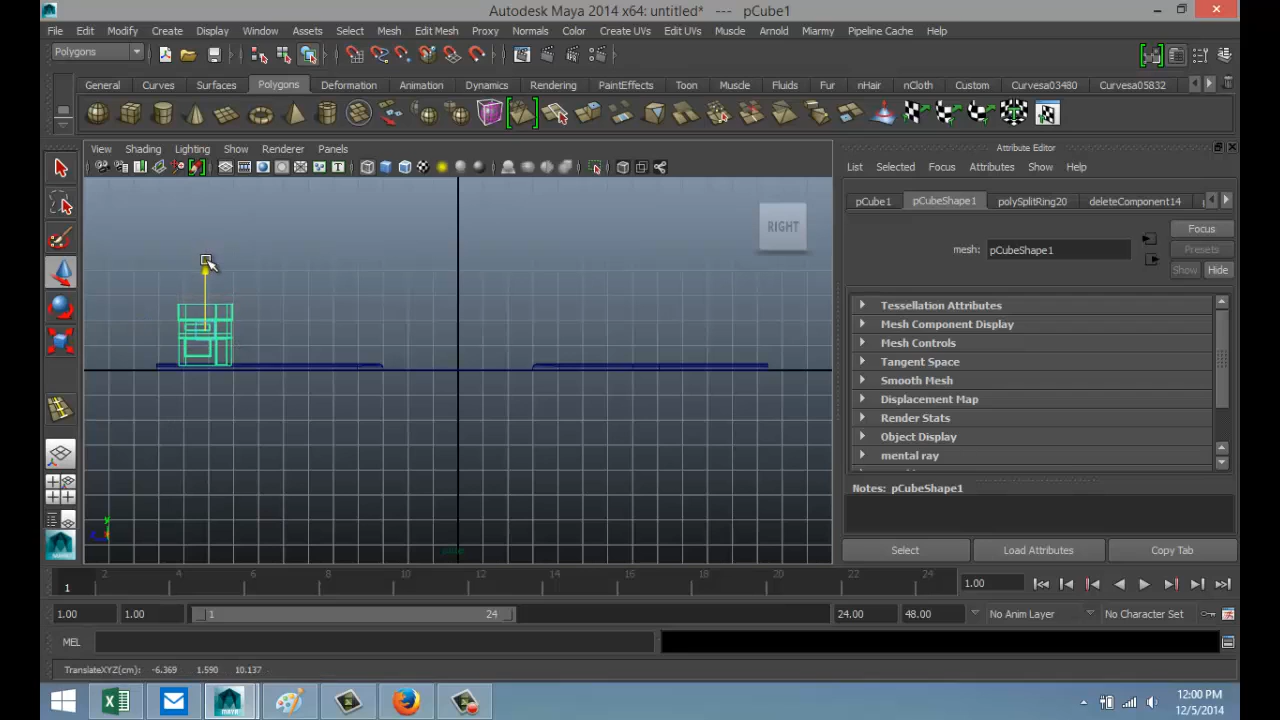 Autodesk Maya 2014 x64: untitled* --- pCube1
File Edit Modify Create Display Window Assets Select Mesh Edit Mesh Proxy Normals Color Create UVs Edit UVs Muscle Arnold Marmy Pipeline Cache Help
Polygons
General Curves Surfaces Polygons Deformation Animation Dynamics Rendering PaintEffects Toon Muscle Fluids Fur nHair nCloth Custom Curvesa03480 Curvesa05832
View Shading Lighting Show Renderer Panels
Attribute Editor
List Selected Focus Attributes Show Help
pCube1 pCubeShape1 polySplitRing20 deleteComponent14
RIGHT
Focus
mesh: pCubeShape1
Presets
Show Hide
Tessellation Attributes
Mesh Component Display
Mesh Controls
Tangent Space
Smooth Mesh
Displacement Map
Render Stats
Object Display
mental ray
Notes: pCubeShape1
Select Load Attributes Copy Tab
2 4 6 8 10 12 14 16 18 20 22 24
1
1.00
1.00 1.00 1 24 24.00 48.00 No Anim Layer No Character Set
MEL
TranslateXYZ(cm): -6.369 1.590 10.137
maya
12:00 PM
12/5/2014